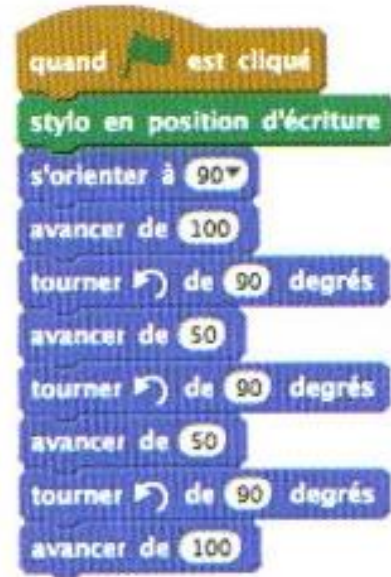 quand est cliqué
stylo en position d'écriture
s'orienter à 90
avancer de 100
tourner de 90 degrés
avancer de 50
tourner de 90 degrés
avancer de 50
tourner de 90 degrés
avancer de 100